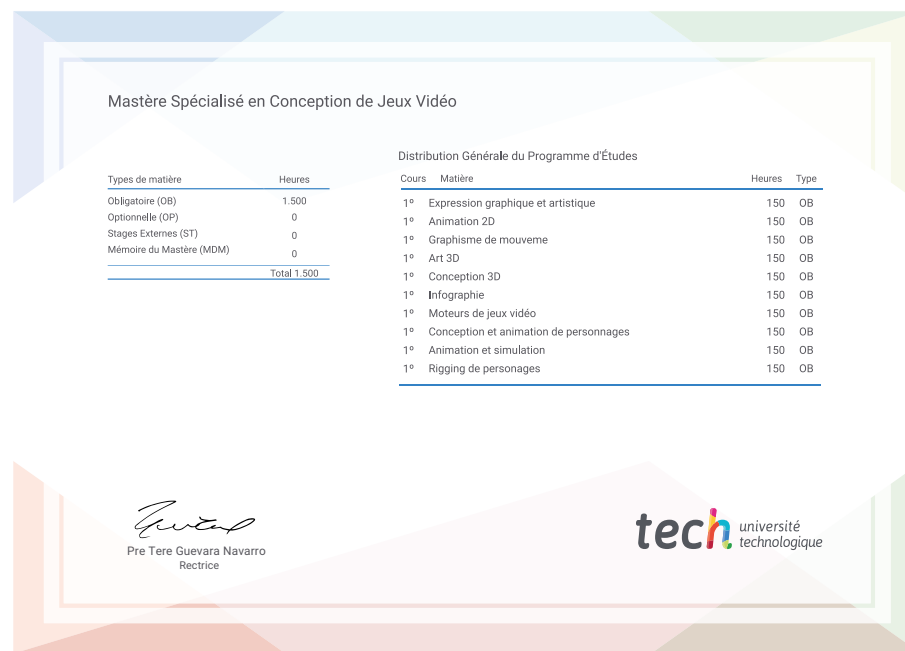 Mastère Spécialisé en Conception de Jeux Vidéo
Types de matière Heures
Obligatoire (OB) 1.500
Optionnelle (OP) 0
Stages Externes (ST) 0
Mémoire du Mastère (MDM) 0
Total 1.500
Distribution Générale du Programme d'Études
Cours Matière Heures Type
1º Expression graphique et artistique 150 OB
1º Animation 2D 150 OB
1º Graphisme de mouveme 150 OB
1º Art 3D 150 OB
1º Conception 3D 150 OB
1º Infographie 150 OB
1º Moteurs de jeux vidéo 150 OB
1º Conception et animation de personnages 150 OB
1º Animation et simulation 150 OB
1º Rigging de personages 150 OB
Pre Tere Guevara Navarro
Rectrice
tech université
technologique